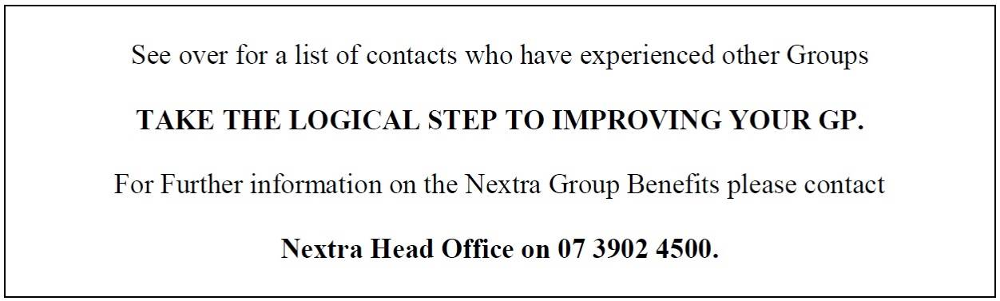 See over for a list of contacts who have experienced other Groups
TAKE THE LOGICAL STEP TO IMPROVING YOUR GP.
For Further information on the Nextra Group Benefits please contact
Nextra Head Office on 07 3902 4500.